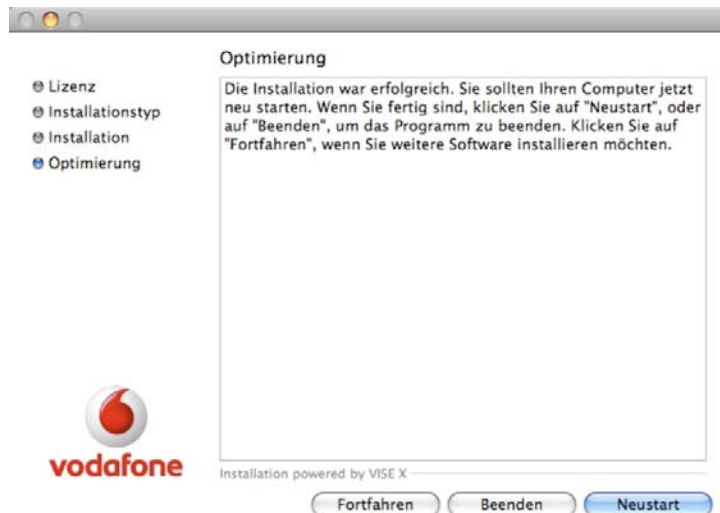 Optimierung
Lizenz
Installationstyp
Installation
Optimierung
Die Installation war erfolgreich. Sie sollten Ihren Computer jetzt
neu starten. Wenn Sie fertig sind, klicken Sie auf "Neustart", oder
auf "Beenden", um das Programm zu beenden. Klicken Sie auf
"Fortfahren", wenn Sie weitere Software installieren möchten.
vodafone
Installation powered by VISE X
Fortfahren
Beenden
Neustart